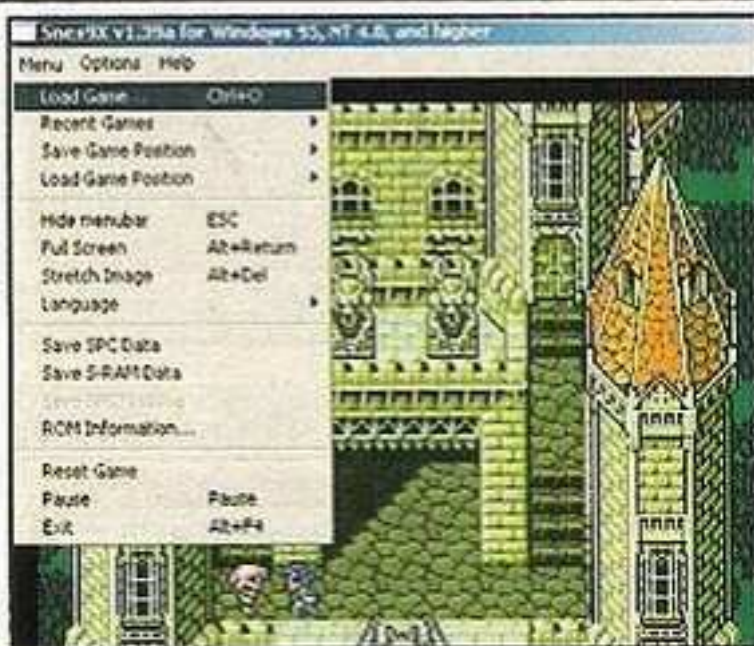 Snes9X v1.39a for Windows 95, NT 4.0, and higher
Menu Options Help
Load Game... Ctrl+O
Recent Games
Save Game Position
Load Game Position
Hide menubar ESC
Full Screen Alt+Return
Stretch Image Alt+Del
Language
Save SPC Data
Save S-RAM Data
ROM Information...
Reset Game
Pause Pause
Exit Alt+F4